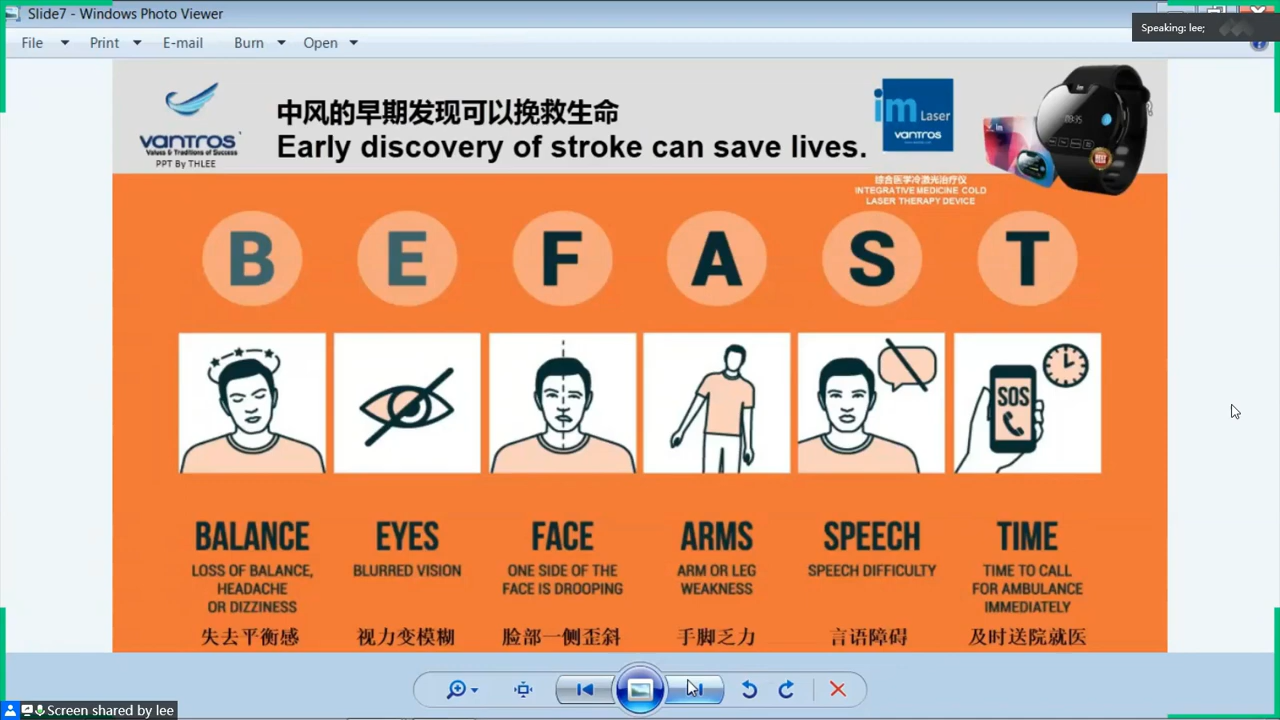 Slide7 - Windows Photo Viewer
Speaking: lee;
File Print E-mail Burn Open
中风的早期发现可以挽救生命
Early discovery of stroke can save lives.
vantros
Values & Traditions of Success
PPT By THLEE
im Laser
vantros
综合医学冷激光治疗仪
INTEGRATIVE MEDICINE COLD
LASER THERAPY DEVICE
B E F A S T
SOS
BALANCE
LOSS OF BALANCE,
HEADACHE
OR DIZZINESS
失去平衡感
EYES
BLURRED VISION
视力变模糊
FACE
ONE SIDE OF THE
FACE IS DROOPING
脸部一侧歪斜
ARMS
ARM OR LEG
WEAKNESS
手脚乏力
SPEECH
SPEECH DIFFICULTY
言语障碍
TIME
TIME TO CALL
FOR AMBULANCE
IMMEDIATELY
及时送院就医
Screen shared by lee